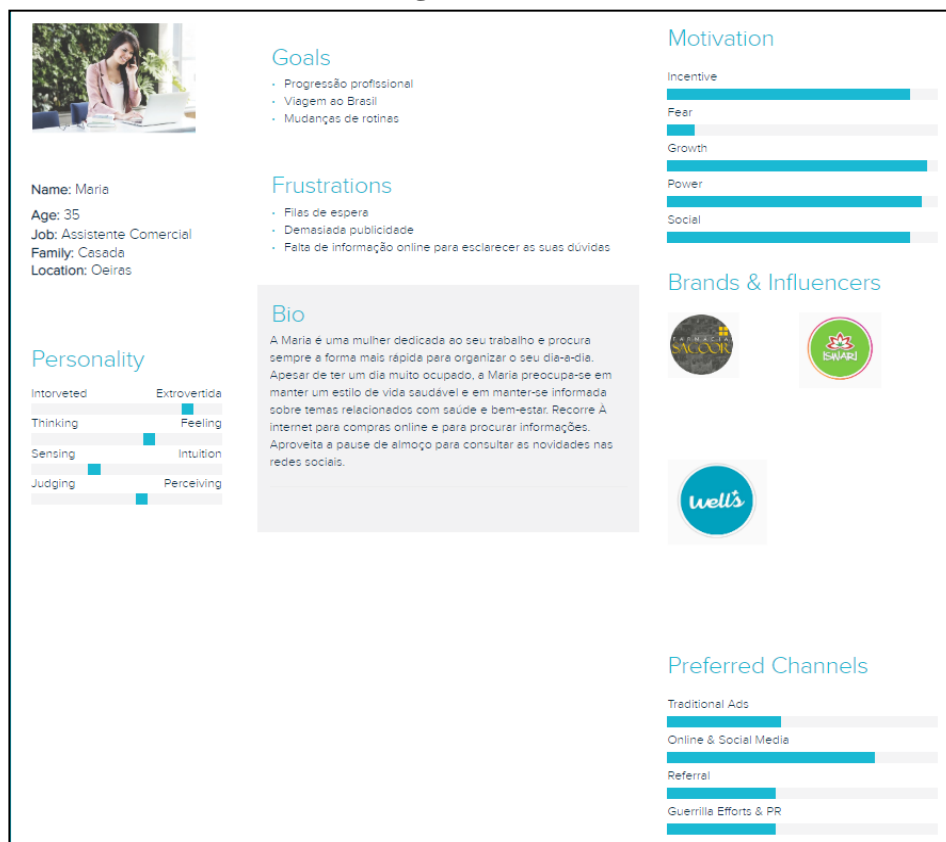 Name: Maria
Age: 35
Job: Assistente Comercial
Family: Casada
Location: Oeiras
Personality
Intorveted Extrovertida
Thinking Feeling
Sensing Intuition
Judging Perceiving
Goals
• Progressão profissional
• Viagem ao Brasil
• Mudanças de rotinas
Frustrations
• Filas de espera
• Demasiada publicidade
• Falta de informação online para esclarecer as suas dúvidas
Bio
A Maria é uma mulher dedicada ao seu trabalho e procura
sempre a forma mais rápida para organizar o seu dia-a-dia.
Apesar de ter um dia muito ocupado, a Maria preocupa-se em
manter um estilo de vida saudável e em manter-se informada
sobre temas relacionados com saúde e bem-estar. Recorre À
internet para compras online e para procurar informações.
Aproveita a pause de almoço para consultar as novidades nas
redes sociais.
Motivation
Incentive
Fear
Growth
Power
Social
Brands & Influencers
FARMÁCIA
SACOOR
ISWARI
well's
Preferred Channels
Traditional Ads
Online & Social Media
Referral
Guerrilla Efforts & PR